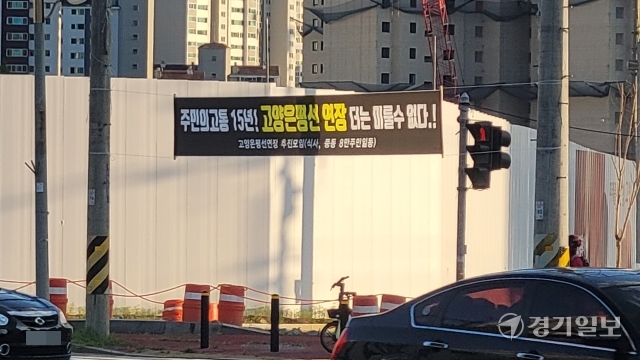 주민의고통 15년! 고양은평선 연장 더는 미룰수 없다.!
고양은평선연장 추진모임(식사, 풍동 8만주민일동)
경기일보